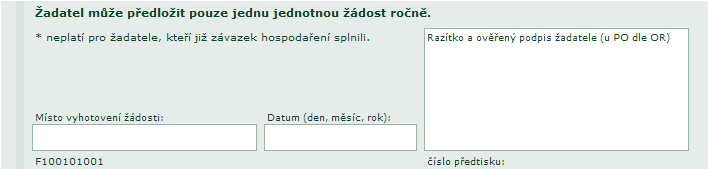 Žadatel může předložit pouze jednu jednotnou žádost ročně.
* neplatí pro žadatele, kteří již závazek hospodaření splnili.
Razítko a ověřený podpis žadatele (u PO dle OR)
Místo vyhotovení žádosti:
Datum (den, měsíc, rok):
F100101001
číslo předtisku: